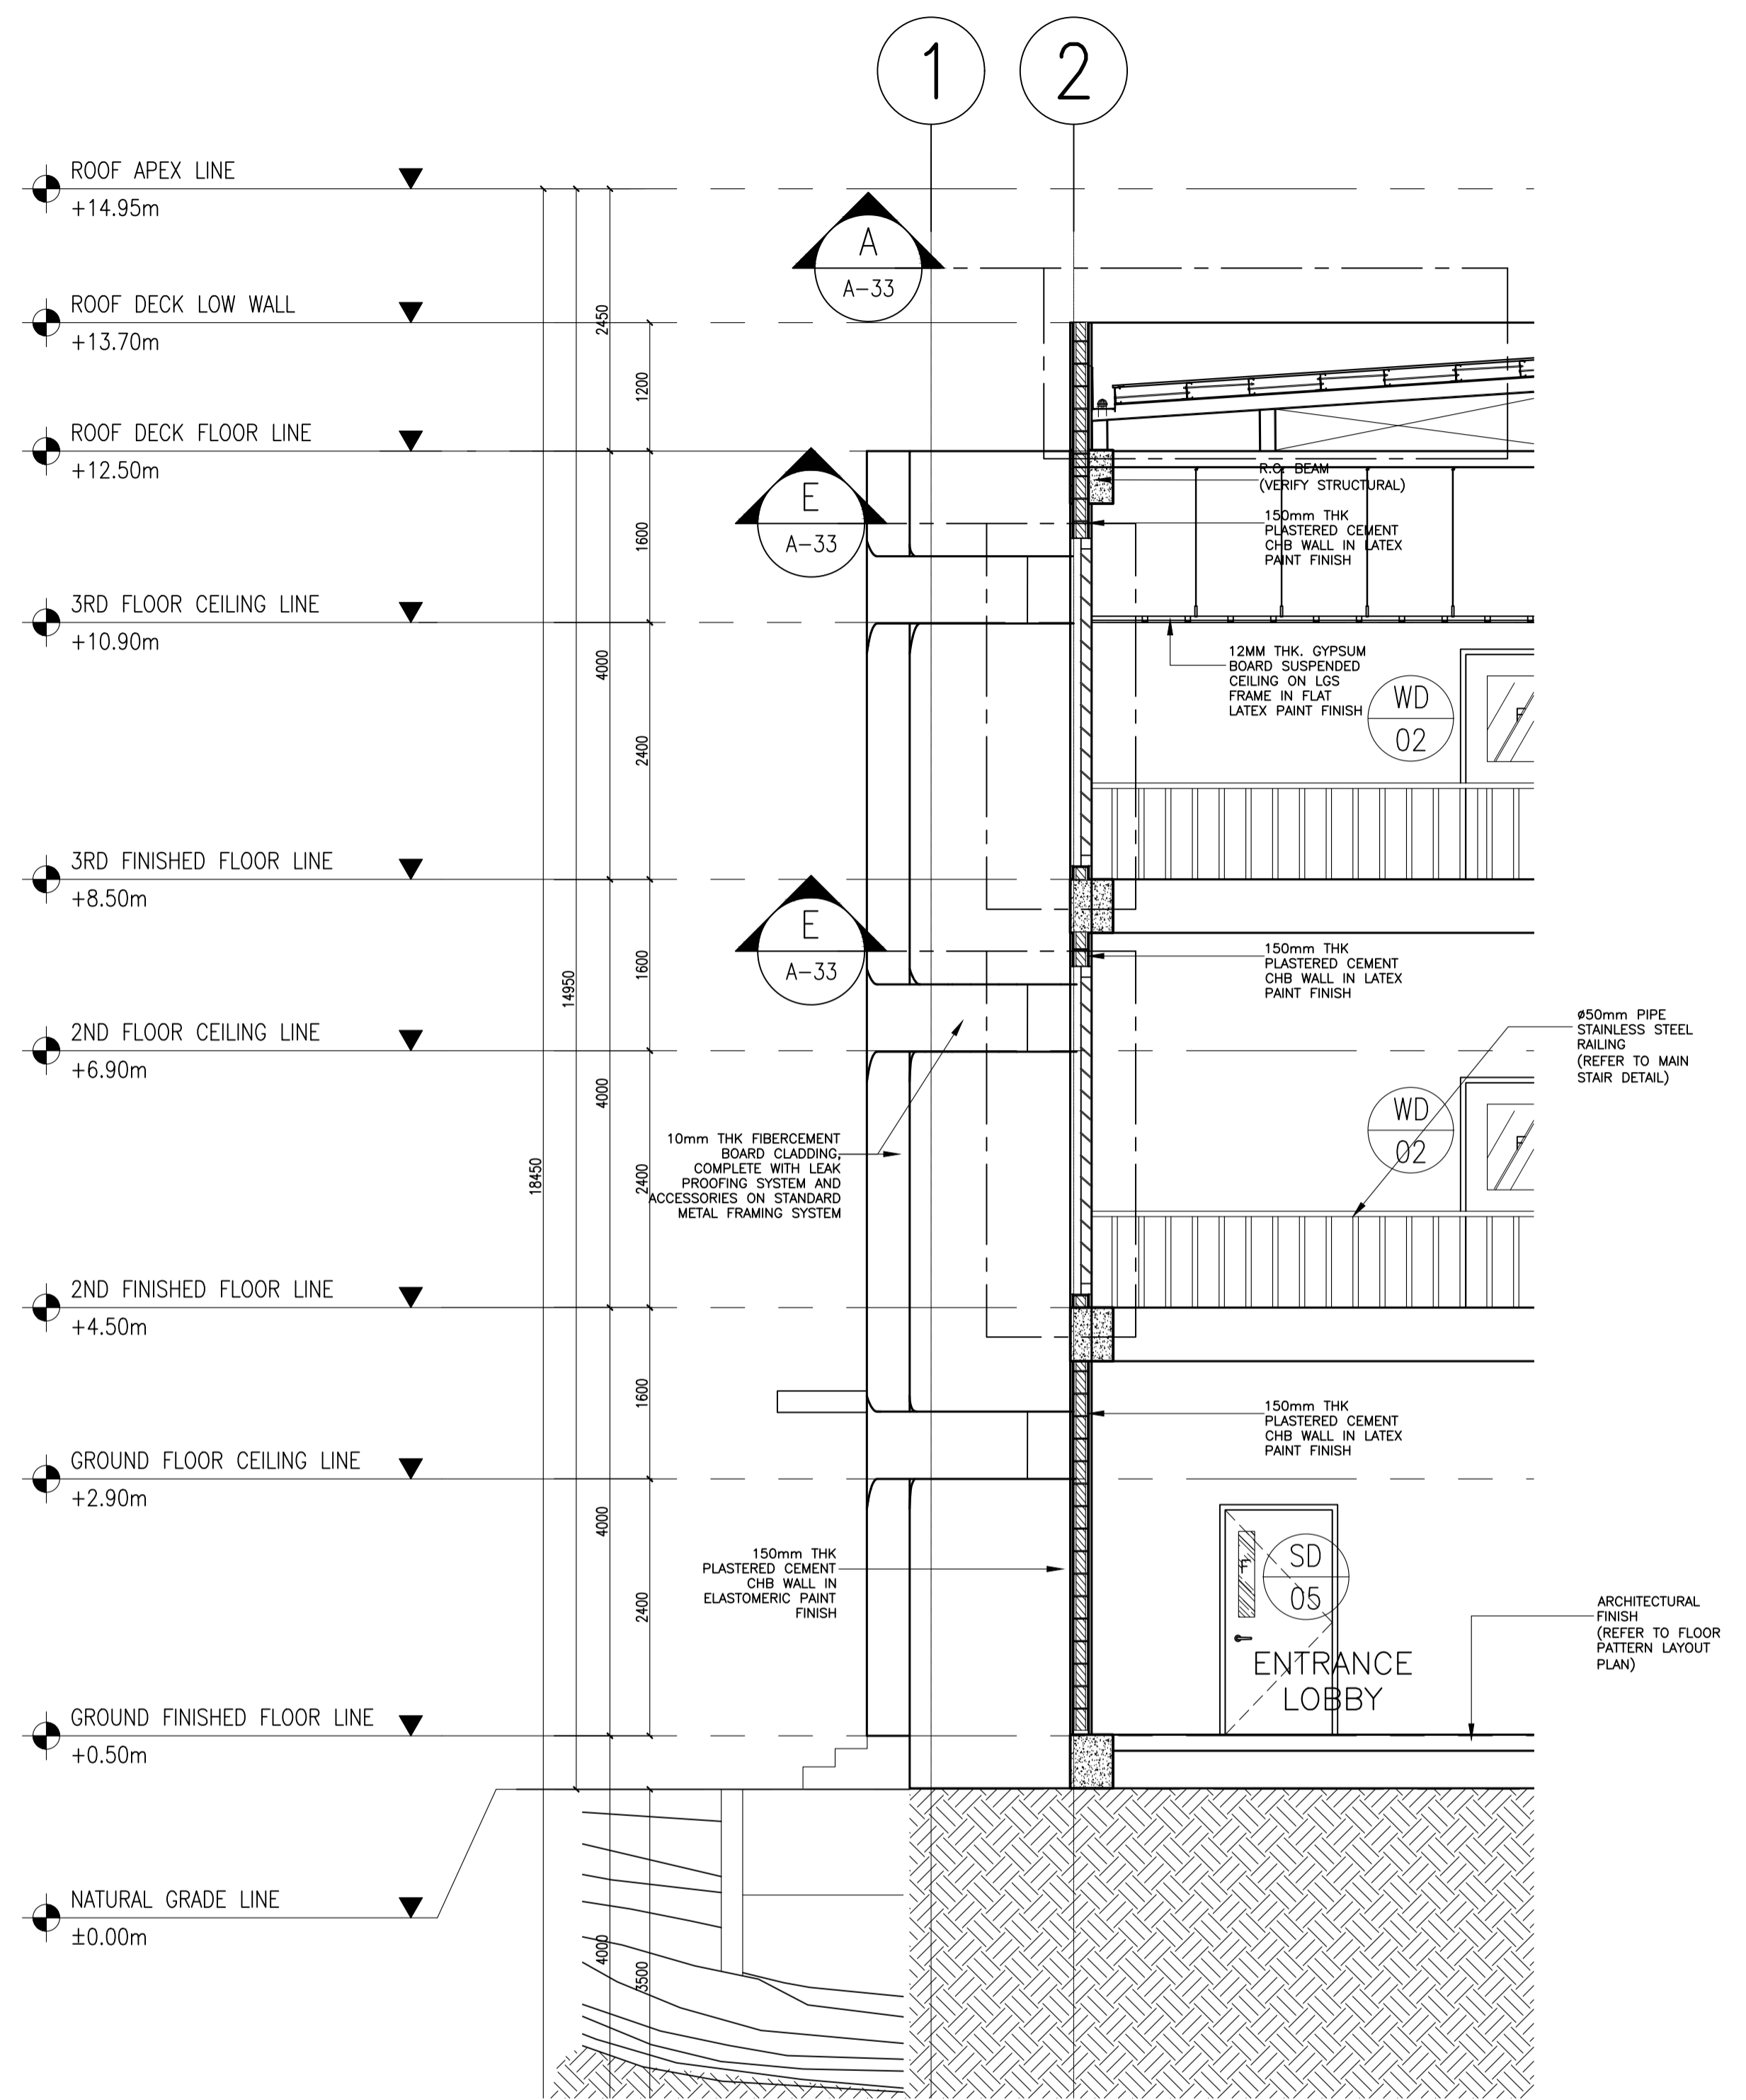 1
2
ROOF APEX LINE
+14.95m
A
A-33
ROOF DECK LOW WALL
+13.70m
2450
1200
ROOF DECK FLOOR LINE
+12.50m
R.C. BEAM
(VERIFY STRUCTURAL)
E
A-33
1600
150mm THK
PLASTERED CEMENT
CHB WALL IN LATEX
PAINT FINISH
3RD FLOOR CEILING LINE
+10.90m
4000
2400
12MM THK. GYPSUM
BOARD SUSPENDED
CEILING ON LGS
FRAME IN FLAT
LATEX PAINT FINISH
WD
02
F
3RD FINISHED FLOOR LINE
+8.50m
E
A-33
14950
1600
150mm THK
PLASTERED CEMENT
CHB WALL IN LATEX
PAINT FINISH
ø50mm PIPE
STAINLESS STEEL
RAILING
(REFER TO MAIN
STAIR DETAIL)
2ND FLOOR CEILING LINE
+6.90m
4000
18450
2400
10mm THK FIBERCEMENT
BOARD CLADDING,
COMPLETE WITH LEAK
PROOFING SYSTEM AND
ACCESSORIES ON STANDARD
METAL FRAMING SYSTEM
WD
02
F
2ND FINISHED FLOOR LINE
+4.50m
1600
150mm THK
PLASTERED CEMENT
CHB WALL IN LATEX
PAINT FINISH
GROUND FLOOR CEILING LINE
+2.90m
4000
2400
150mm THK
PLASTERED CEMENT
CHB WALL IN
ELASTOMERIC PAINT
FINISH
F
SD
05
ENTRANCE
LOBBY
ARCHITECTURAL
FINISH
(REFER TO FLOOR
PATTERN LAYOUT
PLAN)
GROUND FINISHED FLOOR LINE
+0.50m
NATURAL GRADE LINE
±0.00m
4000
3500